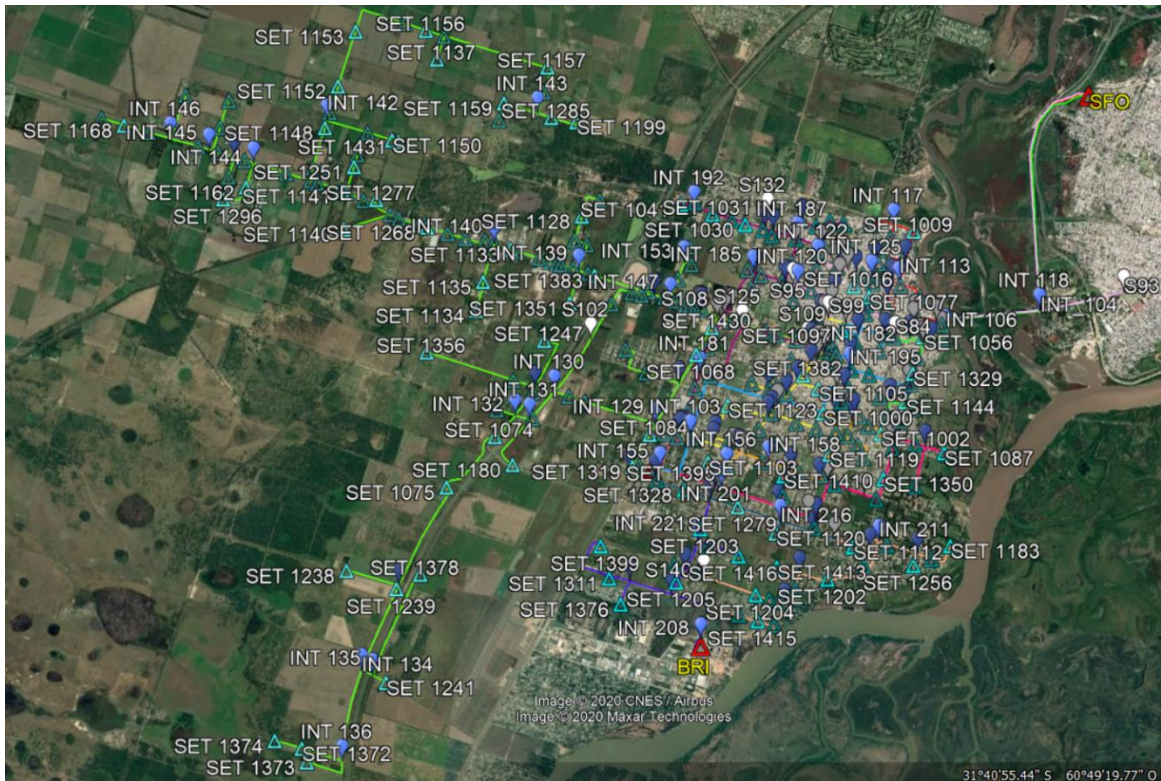 SET 1156
SET 1153
SET 1137
SET 1157
INT 143
SFO
SET 1152
INT 142
SET 1159
SET 1285
INT 146
SET 1199
SET 1168
INT 145
SET 1148
SET 1431
SET 1150
INT 144
SET 1251
INT 192
S132
INT 117
SET 1162
SET 1141
SET 1277
SET 1296
SET 1128
SET 104
SET 1031
INT 187
SET 1009
SET 1140
SET 1268
INT 140
SET 1030
INT 122
SET 1133
INT 139
INT 153
INT 185
INT 120
INT 125
INT 113
SET 1135
SET 1383
INT 147
SET 1016
INT 118
S93
SET 1134
SET 1351
S102
S108
S125
S95
S99
SET 1077
INT 104
SET 1247
SET 1430
S109
INT 182
S84
INT 106
SET 1356
INT 181
SET 1097
SET 1056
INT 130
SET 1068
SET 1382
INT 195
SET 1329
INT 131
SET 1105
INT 132
INT 129
INT 103
SET 1123
SET 1144
SET 1074
SET 1084
SET 1000
INT 156
INT 158
SET 1002
INT 155
SET 1119
SET 1087
SET 1180
SET 1319
SET 1395
SET 1103
SET 1075
SET 1328
INT 201
SET 1410
SET 1350
INT 221
SET 1279
INT 216
INT 211
SET 1203
SET 1120
SET 1112
SET 1183
SET 1399
S140
SET 1416
SET 1413
SET 1256
SET 1238
SET 1378
SET 1311
SET 1205
SET 1202
SET 1239
SET 1376
SET 1204
INT 208
SET 1415
INT 135
INT 134
BRI
SET 1241
Image © 2020 CNES / Airbus
Image © 2020 Maxar Technologies
INT 136
SET 1374
SET 1372
SET 1373
31°40'55.44" S 60°49'19.77" O